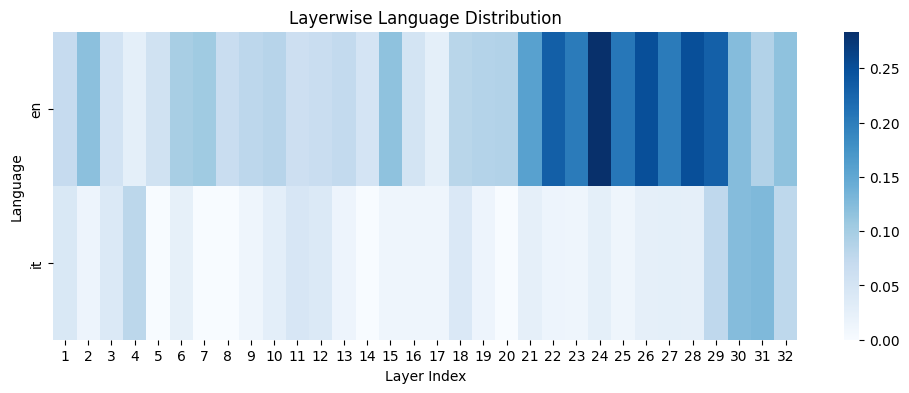 Layerwise Language Distribution
Language
en
it
1 2 3 4 5 6 7 8 9 10 11 12 13 14 15 16 17 18 19 20 21 22 23 24 25 26 27 28 29 30 31 32
Layer Index
0.25
0.20
0.15
0.10
0.05
0.00